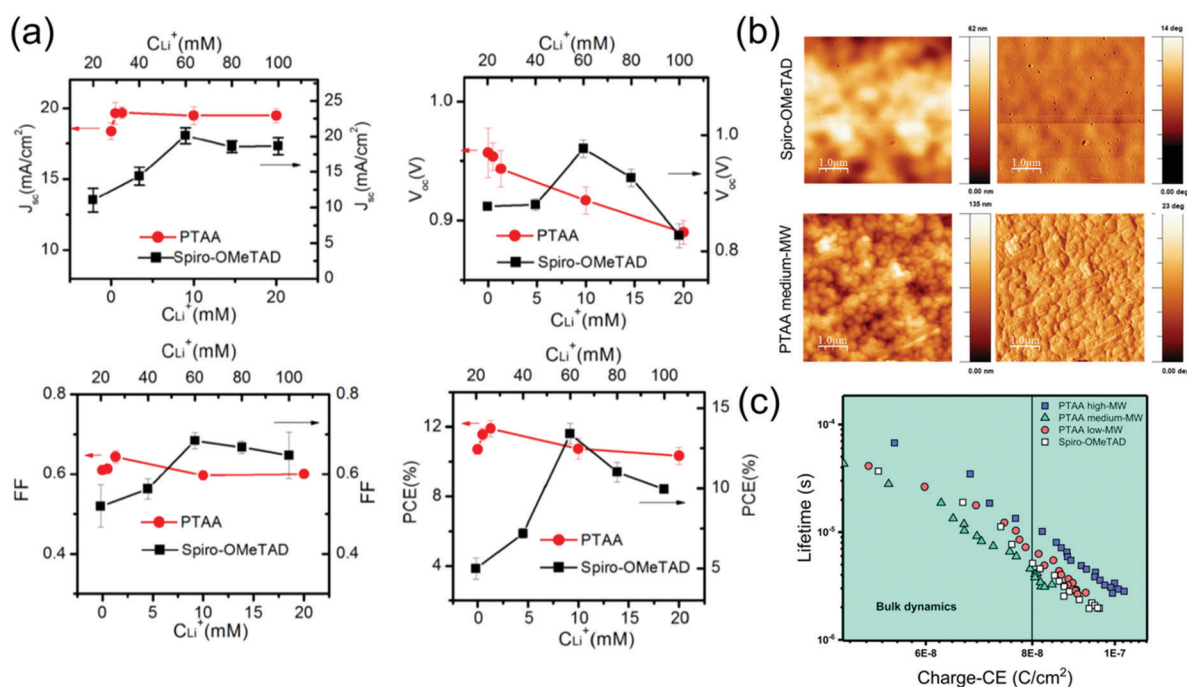 (a)
CLi+(mM)
20 40 60 80 100
Jsc(mA/cm2)
20
15
10
25
20
15
10
5
0
Jsc(mA/cm2)
PTAA
Spiro-OMeTAD
0 10 20
CLi+(mM)
CLi+(mM)
20 40 60 80 100
Voc(V)
1.0
0.9
1.0
0.8
Voc(V)
PTAA
Spiro-OMeTAD
0 5 10 15 20
CLi+(mM)
CLi+(mM)
20 40 60 80 100
FF
0.8
0.6
0.4
0.8
0.6
0.4
FF
PTAA
Spiro-OMeTAD
0 10 20
CLi+(mM)
CLi+(mM)
20 40 60 80 100
PCE(%)
12
10
8
6
4
2
0
15
10
5
PCE(%)
PTAA
Spiro-OMeTAD
0 5 10 15 20
CLi+(mM)
(b)
Spiro-OMeTAD
62 nm
1.0µm
0.00 nm
14 deg
1.0µm
0.00 deg
PTAA medium-MW
135 nm
1.0µm
0.00 nm
23 deg
1.0µm
0.00 deg
(c)
Lifetime (s)
10-4
10-5
10-6
PTAA high-MW
PTAA medium-MW
PTAA low-MW
Spiro-OMeTAD
Bulk dynamics
6E-8 8E-8 1E-7
Charge-CE (C/cm2)